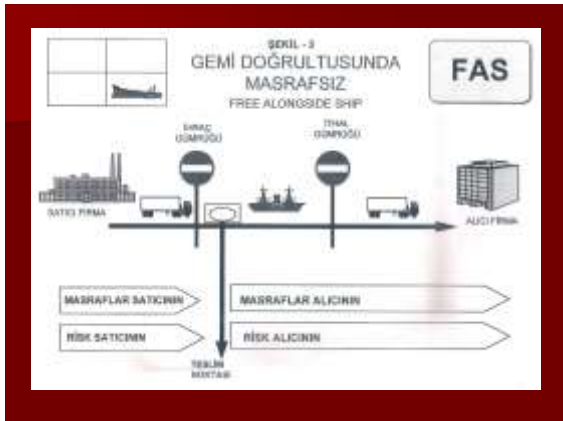 ŞEKİL - 3
GEMİ DOĞRULTUSUNDA
MASRAFSIZ
FREE ALONGSIDE SHIP
FAS
İHRAÇ
GÜMRÜĞÜ
İTHAL
GÜMRÜĞÜ
SATICI FİRMA
ALICI FİRMA
MASRAFLAR SATICININ
MASRAFLAR ALICININ
RİSK SATICININ
RİSK ALICININ
TESLİM
NOKTASI